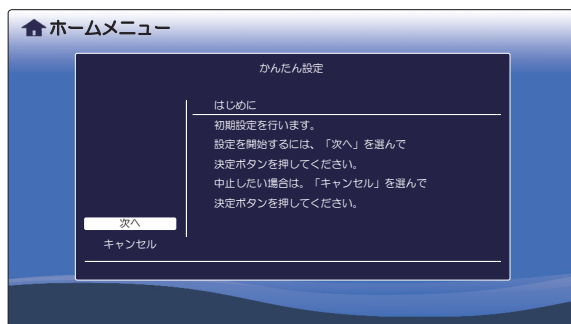 ホームメニュー
かんたん設定
はじめに
初期設定を行います。
設定を開始するには、「次へ」を選んで
決定ボタンを押してください。
中止したい場合は。「キャンセル」を選んで
決定ボタンを押してください。
次へ
キャンセル